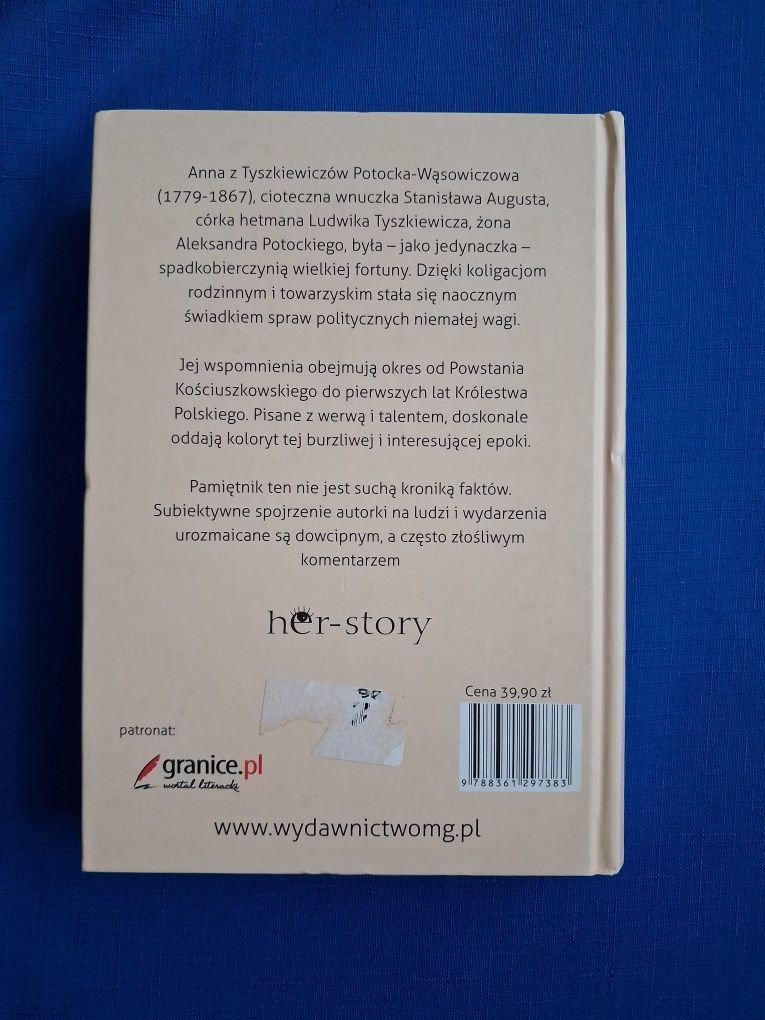 Anna z Tyszkiewiczów Potocka-Wąsowiczowa
(1779-1867), cioteczna wnuczka Stanisława Augusta,
córka hetmana Ludwika Tyszkiewicza, żona
Aleksandra Potockiego, była – jako jedynaczka –
spadkobierczynią wielkiej fortuny. Dzięki koligacjom
rodzinnym i towarzyskim stała się naocznym
świadkiem spraw politycznych niemałej wagi.
Jej wspomnienia obejmują okres od Powstania
Kościuszkowskiego do pierwszych lat Królestwa
Polskiego. Pisane z werwą i talentem, doskonale
oddają koloryt tej burzliwej i interesującej epoki.
Pamiętnik ten nie jest suchą kroniką faktów.
Subiektywne spojrzenie autorki na ludzi i wydarzenia
urozmaicane są dowcipnym, a często złośliwym
komentarzem
her-story
Cena 39,90 zł
patronat:
granice.pl
wortal literacki
9 788361 297383
www.wydawnictwomg.pl